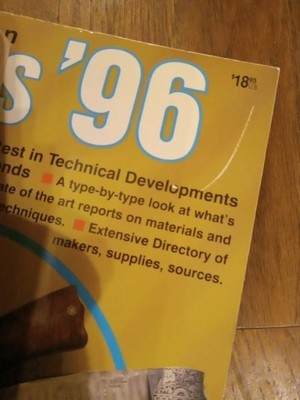 n
s '96
$18.95
est in Technical Developments
nds ■ A type-by-type look at what's
ate of the art reports on materials and
echniques. ■ Extensive Directory of
makers, supplies, sources.